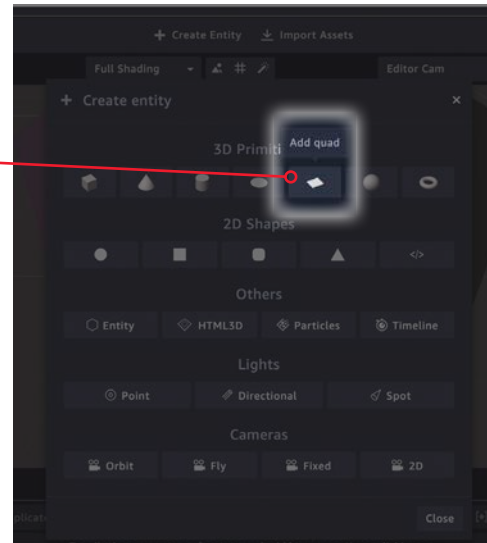 Create Entity Import Assets
Full Shading Editor Cam
Create entity
Add quad
3D Primiti
2D Shapes
</>
Others
Entity HTML3D Particles Timeline
Lights
Point Directional Spot
Cameras
Orbit Fly Fixed 2D
plicat
Close